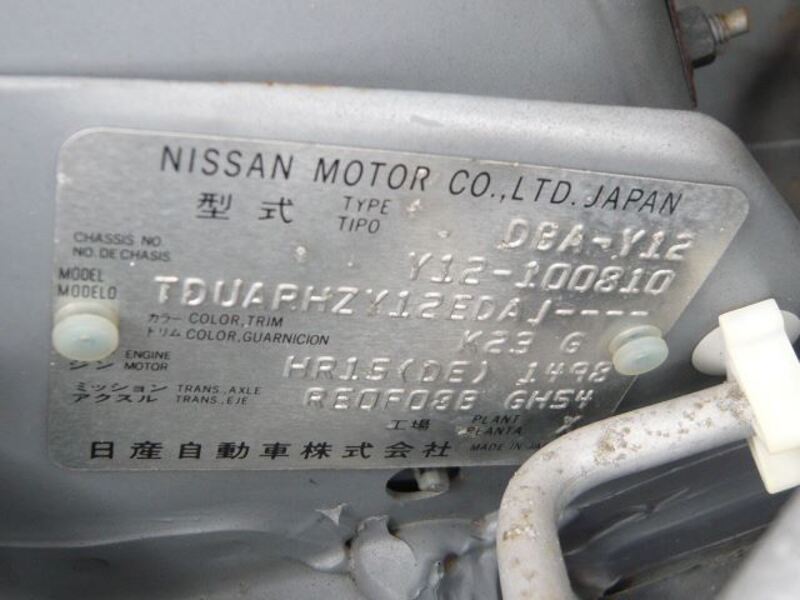 NISSAN MOTOR CO.,LTD. JAPAN
型式 TYPE TIPO DBA-Y12
CHASSIS NO. NO. DE CHASIS Y12-100810
MODEL MODELO TDUARHZY12EDAJ----
カラー トリム COLOR,TRIM COLOR,GUARNICION K23 G
ジン ENGINE MOTOR HR15(DE) 1498
ミッション アクスル TRANS.,AXLE TRANS.,EJE RE0F08B GH54
工場 PLANT PLANTA
日産自動車株式会社 MADE IN